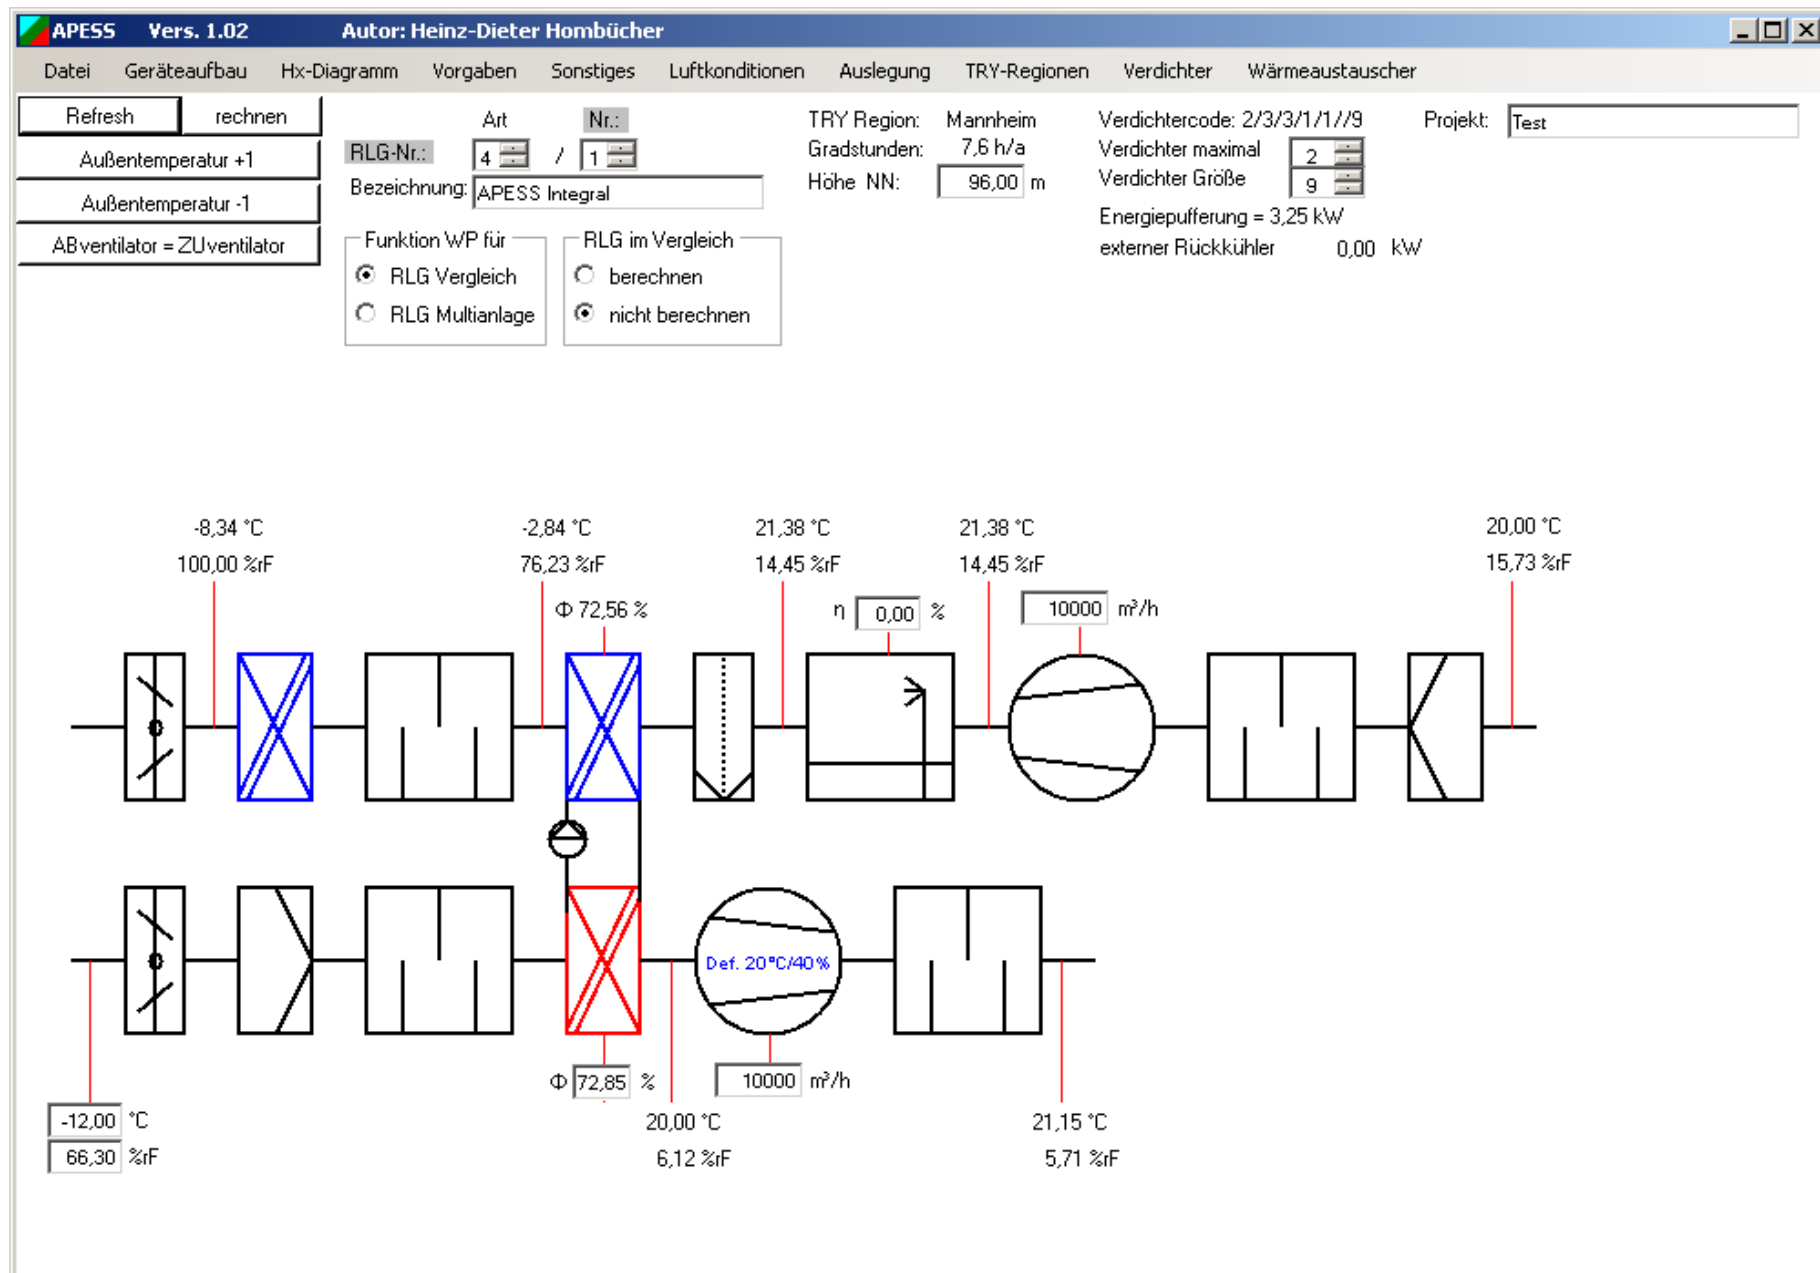 APESS Vers. 1.02 Autor: Heinz-Dieter Hombücher
Datei Geräteaufbau Hx-Diagramm Vorgaben Sonstiges Luftkonditionen Auslegung TRY-Regionen Verdichter Wärmeaustauscher
Refresh rechnen
Außentemperatur +1
Außentemperatur -1
ABventilator = ZUventilator
Art Nr.:
RLG-Nr.: 4 / 1
Bezeichnung: APESS Integral
Funktion WP für
RLG Vergleich
RLG Multianlage
RLG im Vergleich
berechnen
nicht berechnen
TRY Region: Mannheim
Gradstunden: 7,6 h/a
Höhe NN: 96,00 m
Verdichtercode: 2/3/3/1/1//9
Verdichter maximal 2
Verdichter Größe 9
Energiepufferung = 3,25 kW
externer Rückkühler 0,00 kW
Projekt: Test
-8,34 °C
100,00 %rF
-2,84 °C
76,23 %rF
21,38 °C
14,45 %rF
21,38 °C
14,45 %rF
20,00 °C
15,73 %rF
Φ 72,56 %
η 0,00 %
10000 m³/h
Def. 20°C/40%
Φ 72,85 %
10000 m³/h
-12,00 °C
66,30 %rF
20,00 °C
6,12 %rF
21,15 °C
5,71 %rF